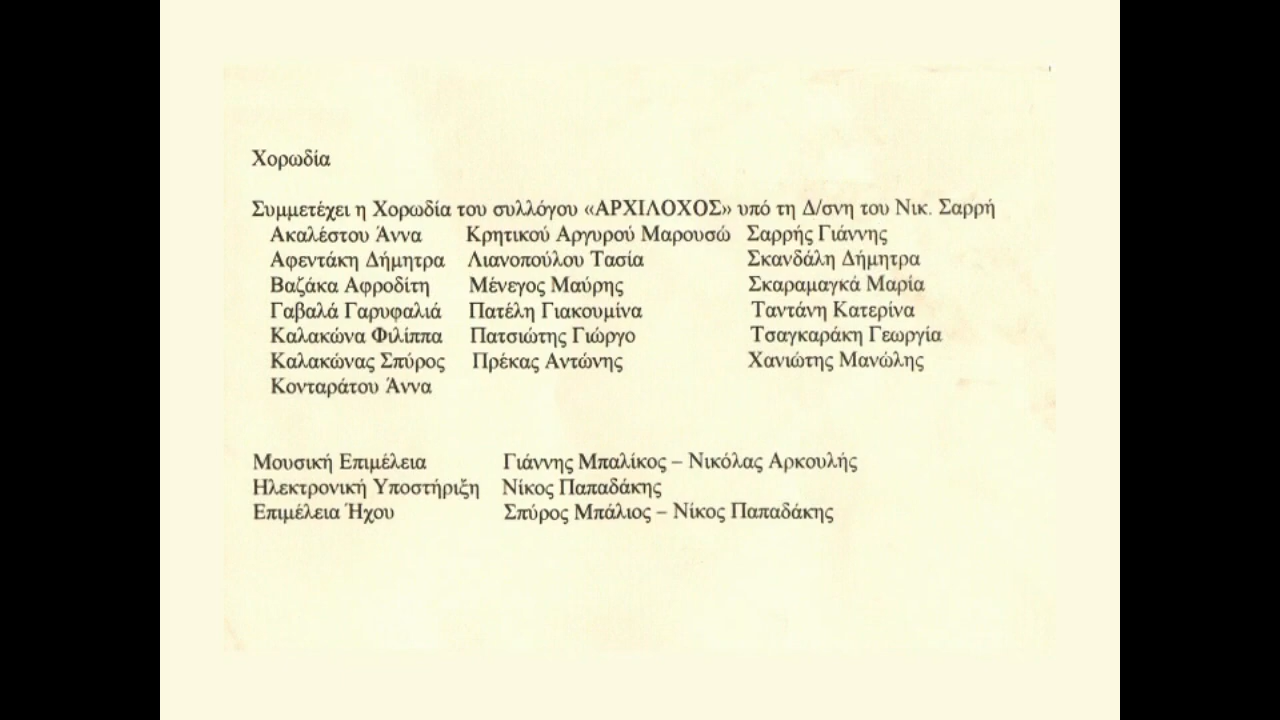 Χορωδία
Συμμετέχει η Χορωδία του συλλόγου «ΑΡΧΙΛΟΧΟΣ» υπό τη Δ/σνη του Νικ. Σαρρή
Ακαλέστου Άννα Κρητικού Αργυρού Μαρουσώ Σαρρής Γιάννης
Αφεντάκη Δήμητρα Λιανοπούλου Τασία Σκανδάλη Δήμητρα
Βαζάκα Αφροδίτη Μένεγος Μαύρης Σκαραμαγκά Μαρία
Γαβαλά Γαρυφαλιά Πατέλη Γιακουμίνα Ταντάνη Κατερίνα
Καλακώνα Φιλίππα Πατσιώτης Γιώργο Τσαγκαράκη Γεωργία
Καλακώνας Σπύρος Πρέκας Αντώνης Χανιώτης Μανώλης
Κονταράτου Άννα
Μουσική Επιμέλεια Γιάννης Μπαλίκος – Νικόλας Αρκουλής
Ηλεκτρονική Υποστήριξη Νίκος Παπαδάκης
Επιμέλεια Ήχου Σπύρος Μπάλιος – Νίκος Παπαδάκης